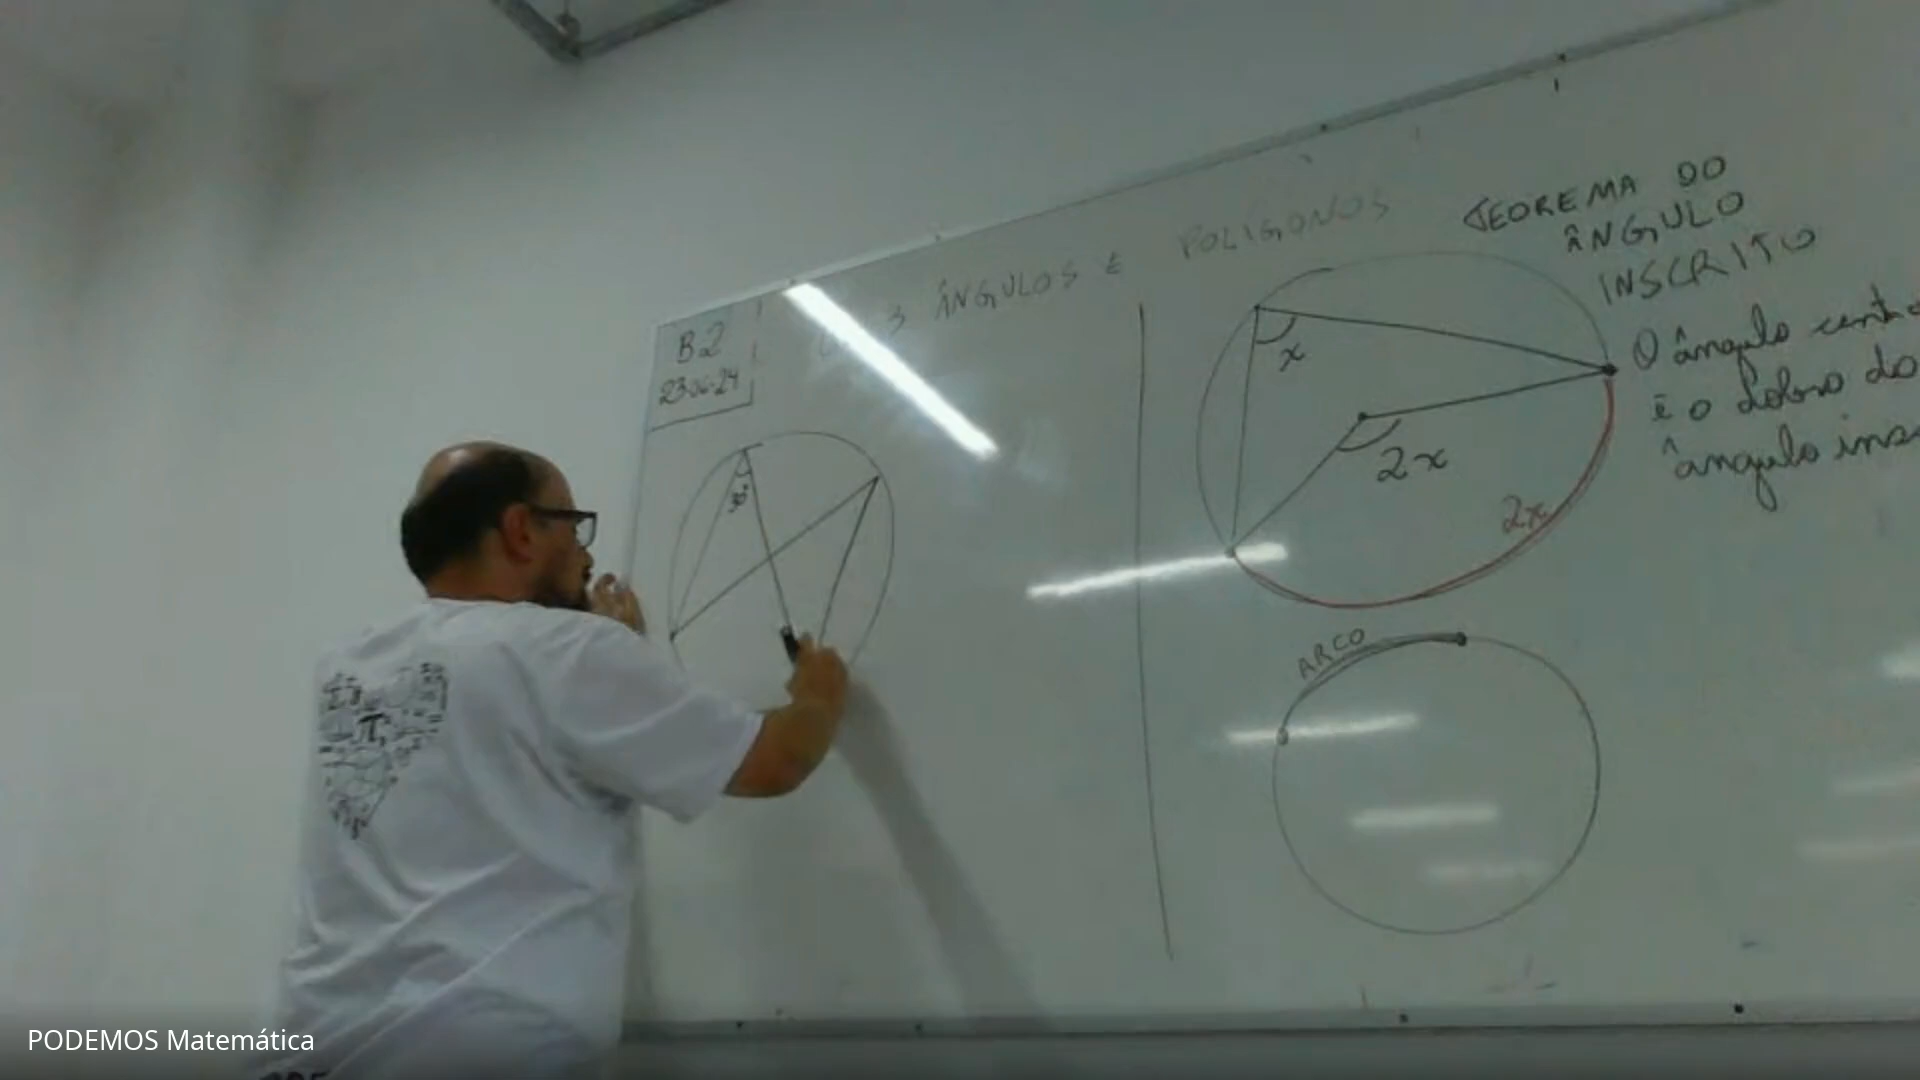 B2
23.06.24
3 ÂNGULOS E POLÍGONOS
30°
TEOREMA DO
ÂNGULO
INSCRITO
O ângulo
é o dobro do
ângulo
x
2x
2x
ARCO
π
PODEMOS Matemática